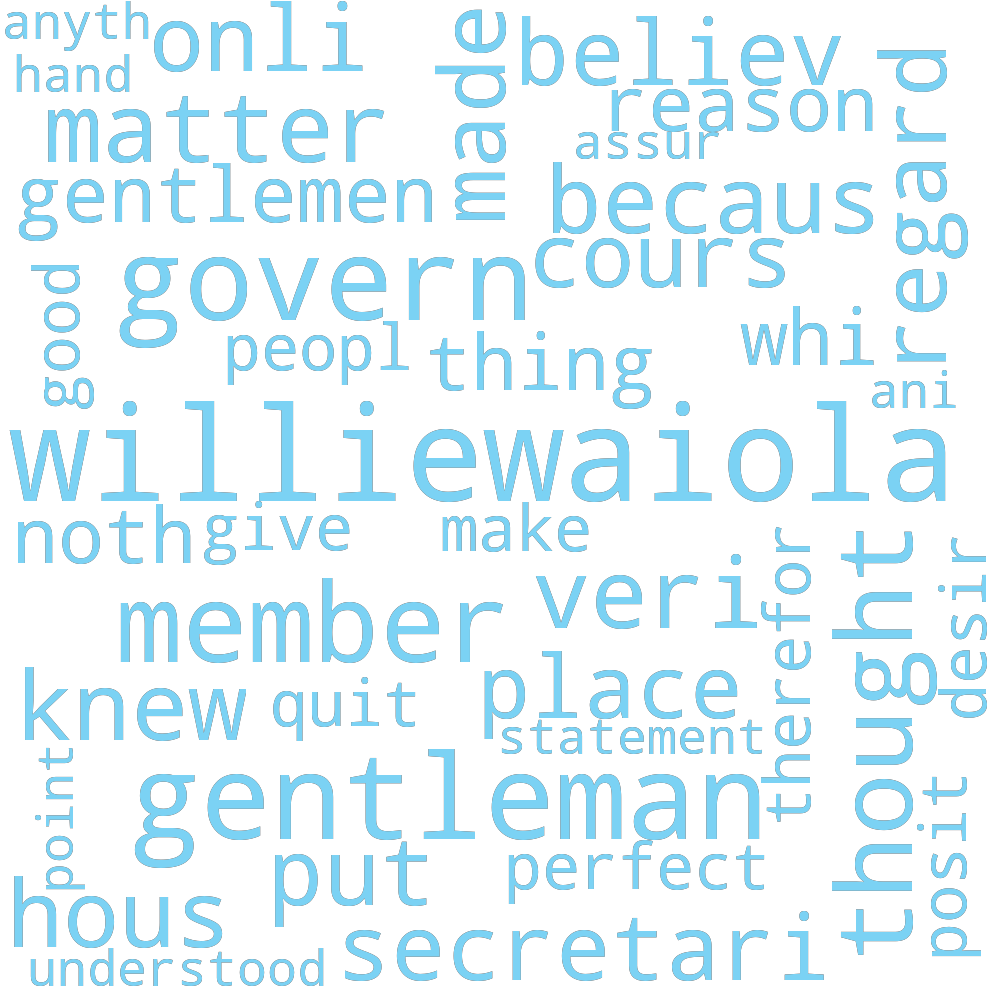 anyth
onli
made
believ
hand
reason
matter
assur
regard
gentlemen
becaus
cours
govern
good
peopl
thing
whi
ani
williewaiola
noth
give
make
therefor
thought
desir
member
veri
knew
quit
place
statement
point
gentleman
posit
put
perfect
hous
secretari
understood